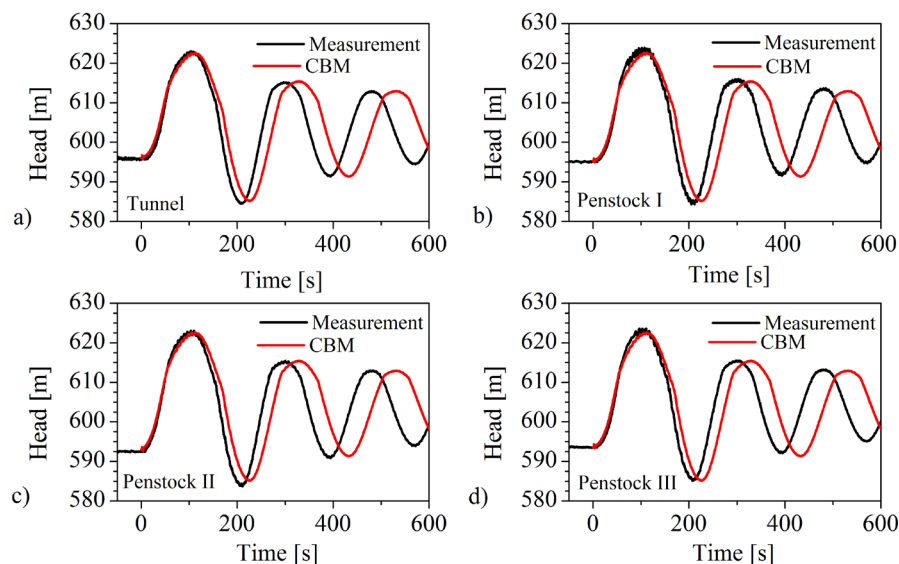 630
620
610
600
590
580
Head [m]
Measurement
CBM
Tunnel
a)
0
200
400
600
Time [s]
630
620
610
600
590
580
Head [m]
Measurement
CBM
Penstock I
b)
0
200
400
600
Time [s]
630
620
610
600
590
580
Head [m]
Measurement
CBM
Penstock II
c)
0
200
400
600
Time [s]
630
620
610
600
590
580
Head [m]
Measurement
CBM
Penstock III
d)
0
200
400
600
Time [s]